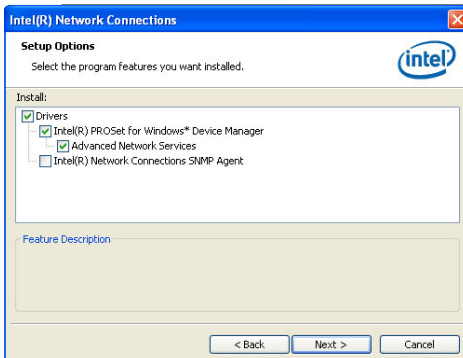 Intel(R) Network Connections
Setup Options
Select the program features you want installed.
intel
Install:
Drivers
Intel(R) PROSet for Windows* Device Manager
Advanced Network Services
Intel(R) Network Connections SNMP Agent
Feature Description
< Back Next > Cancel